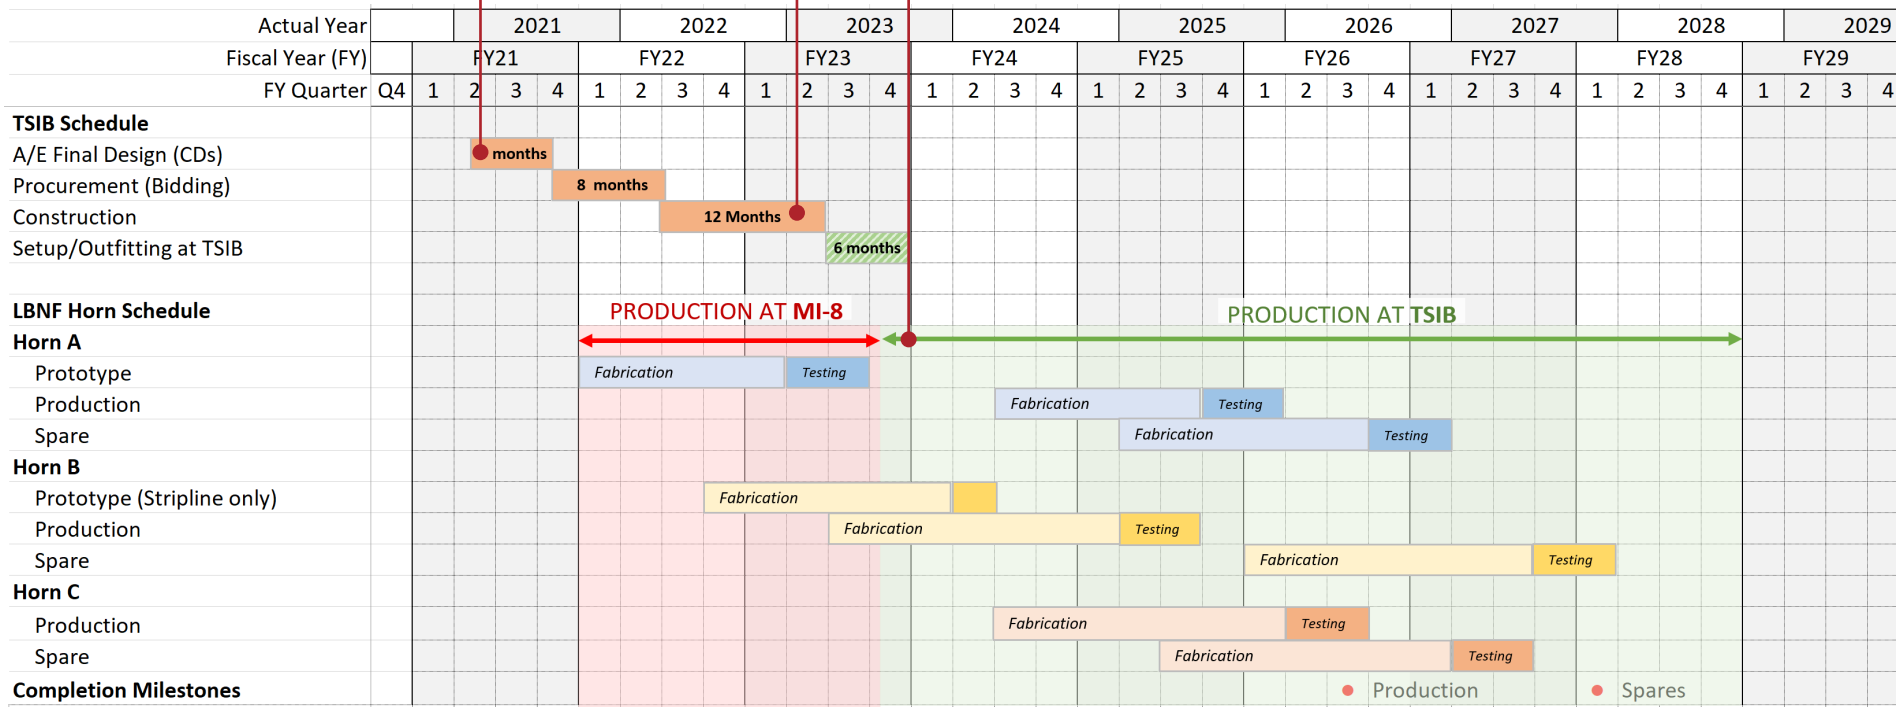 Actual Year 2021 2022 2023 2024 2025 2026 2027 2028 2029
Fiscal Year (FY) FY21 FY22 FY23 FY24 FY25 FY26 FY27 FY28 FY29
FY Quarter Q4 1 2 3 4 1 2 3 4 1 2 3 4 1 2 3 4 1 2 3 4 1 2 3 4 1 2 3 4 1 2 3 4 1 2 3 4
TSIB Schedule
A/E Final Design (CDs) months
Procurement (Bidding) 8 months
Construction 12 Months
Setup/Outfitting at TSIB 6 months
LBNF Horn Schedule PRODUCTION AT MI-8 PRODUCTION AT TSIB
Horn A
Prototype Fabrication Testing
Production Fabrication Testing
Spare Fabrication Testing
Horn B
Prototype (Stripline only) Fabrication
Production Fabrication Testing
Spare Fabrication Testing
Horn C
Production Fabrication Testing
Spare Fabrication Testing
Completion Milestones Production Spares